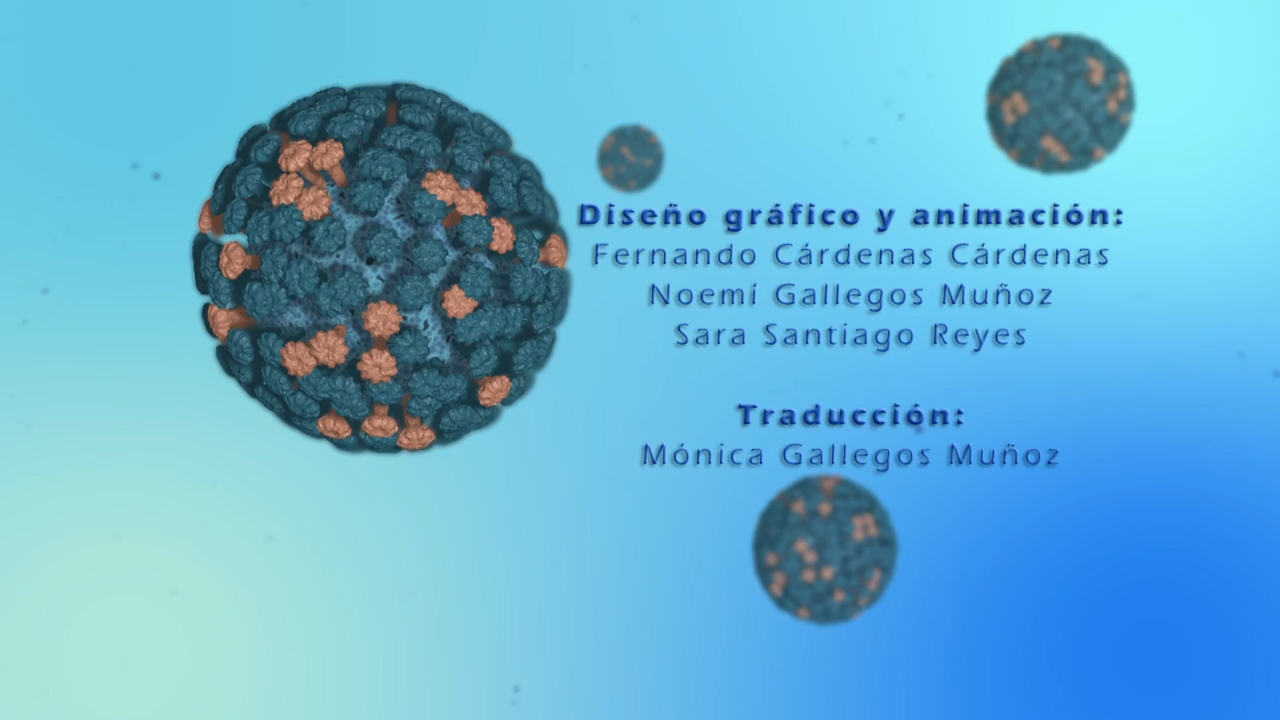 Diseño gráfico y animación:
Fernando Cárdenas Cárdenas
Noemí Gallegos Muñoz
Sara Santiago Reyes
Traducción:
Mónica Gallegos Muñoz